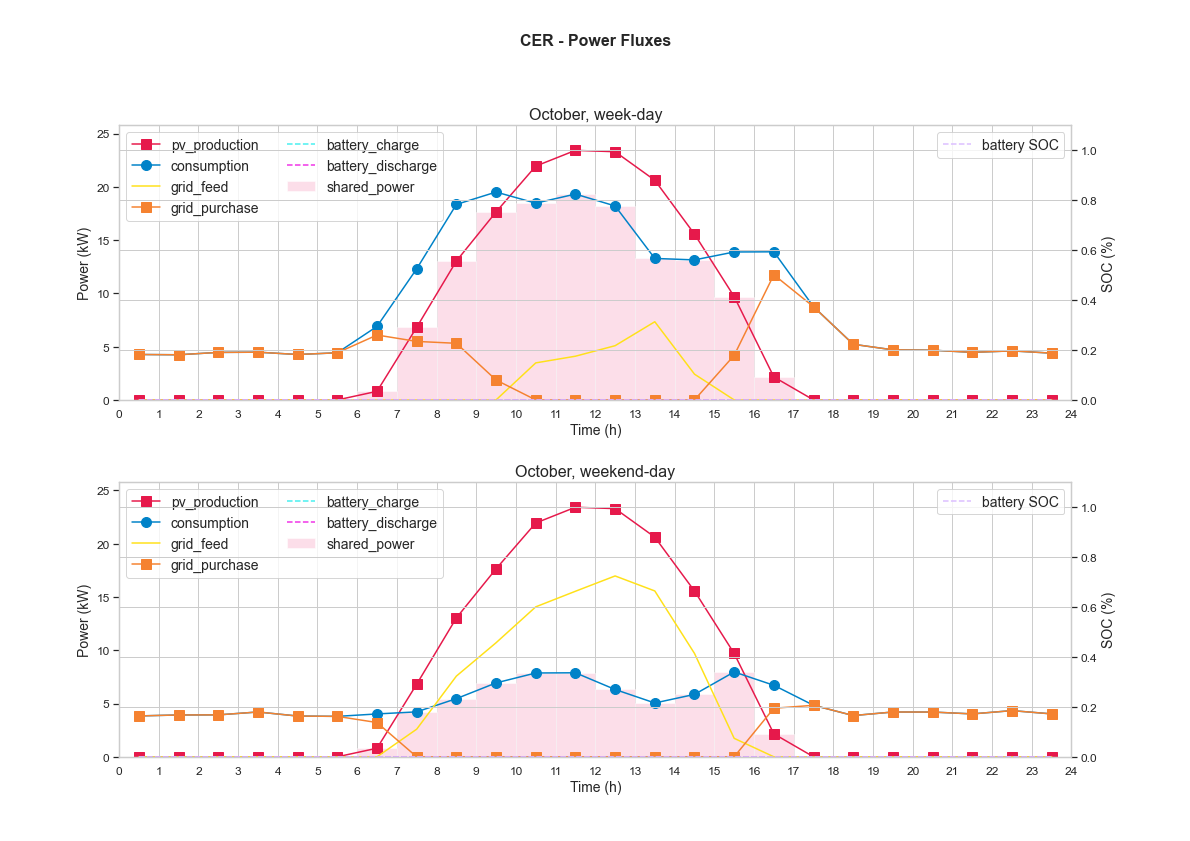 CER - Power Fluxes
October, week-day
pv_production
consumption
grid_feed
grid_purchase
battery_charge
battery_discharge
shared_power
battery SOC
Power (kW)
25
20
15
10
5
0
SOC (%)
1.0
0.8
0.6
0.4
0.2
0.0
0 1 2 3 4 5 6 7 8 9 10 11 12 13 14 15 16 17 18 19 20 21 22 23 24
Time (h)
October, weekend-day
pv_production
consumption
grid_feed
grid_purchase
battery_charge
battery_discharge
shared_power
battery SOC
Power (kW)
25
20
15
10
5
0
SOC (%)
1.0
0.8
0.6
0.4
0.2
0.0
0 1 2 3 4 5 6 7 8 9 10 11 12 13 14 15 16 17 18 19 20 21 22 23 24
Time (h)